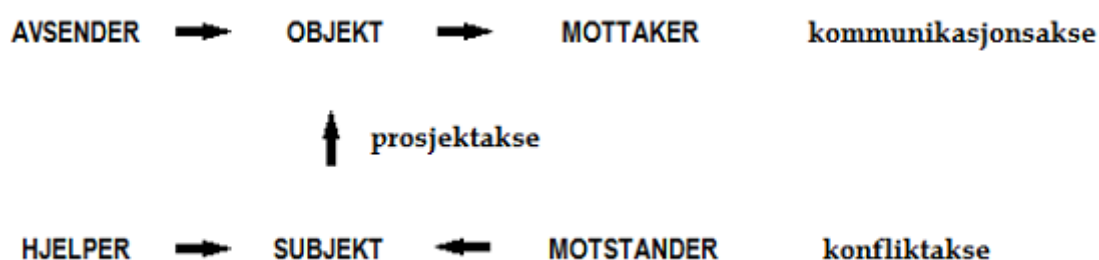 AVSENDER OBJEKT MOTTAKER kommunikasjonsakse
prosjektakse
HJELPER SUBJEKT MOTSTANDER konfliktakse